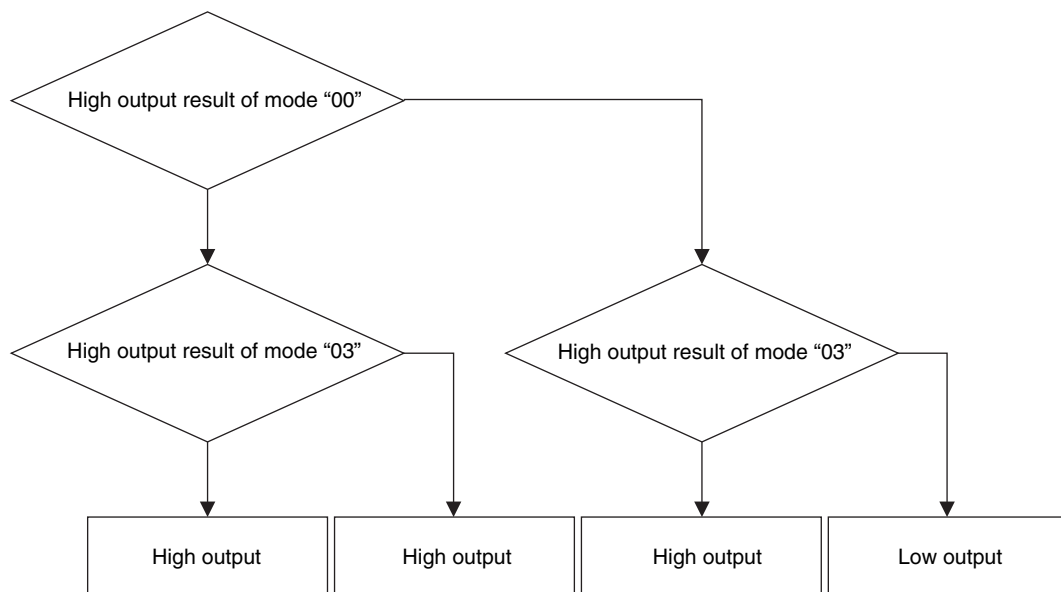 High output result of mode “00”
High output result of mode “03”
High output result of mode “03”
High output
High output
High output
Low output